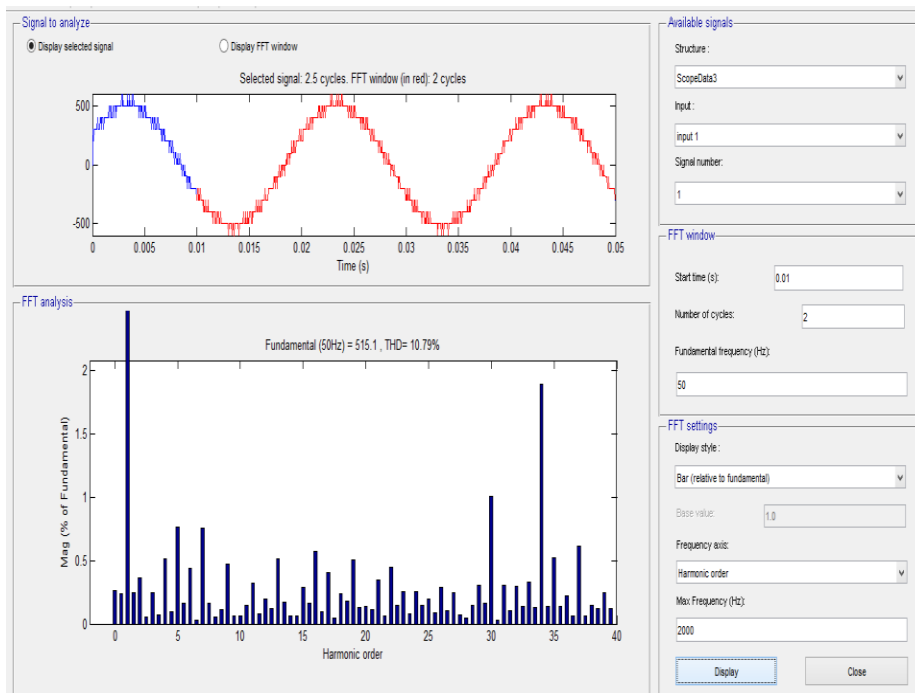 Signal to analyze
Display selected signal
Display FFT window
Selected signal: 2.5 cycles. FFT window (in red): 2 cycles
500
0
-500
0 0.005 0.01 0.015 0.02 0.025 0.03 0.035 0.04 0.045 0.05
Time (s)
FFT analysis
Fundamental (50Hz) = 515.1 , THD= 10.79%
2
1.5
1
0.5
0
Mag (% of Fundamental)
0 5 10 15 20 25 30 35 40
Harmonic order
Available signals
Structure :
ScopeData3
Input :
input 1
Signal number:
1
FFT window
Start time (s):
0.01
Number of cycles:
2
Fundamental frequency (Hz):
50
FFT settings
Display style :
Bar (relative to fundamental)
Base value:
1.0
Frequency axis:
Harmonic order
Max Frequency (Hz):
2000
Display
Close